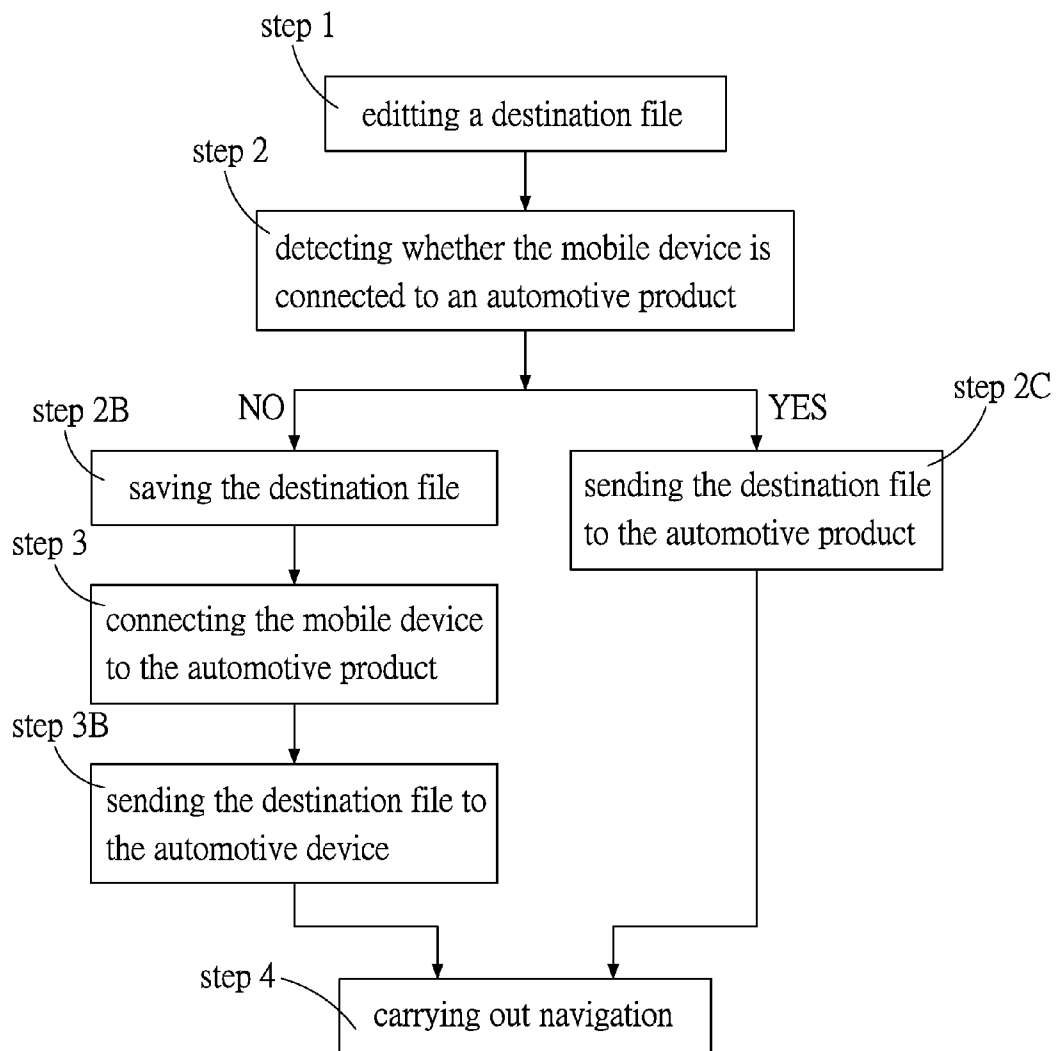 step 1
editting a destination file
step 2
detecting whether the mobile device is
connected to an automotive product
NO
YES
step 2B
saving the destination file
step 2C
sending the destination file
to the automotive product
step 3
connecting the mobile device
to the automotive product
step 3B
sending the destination file to
the automotive device
step 4
carrying out navigation